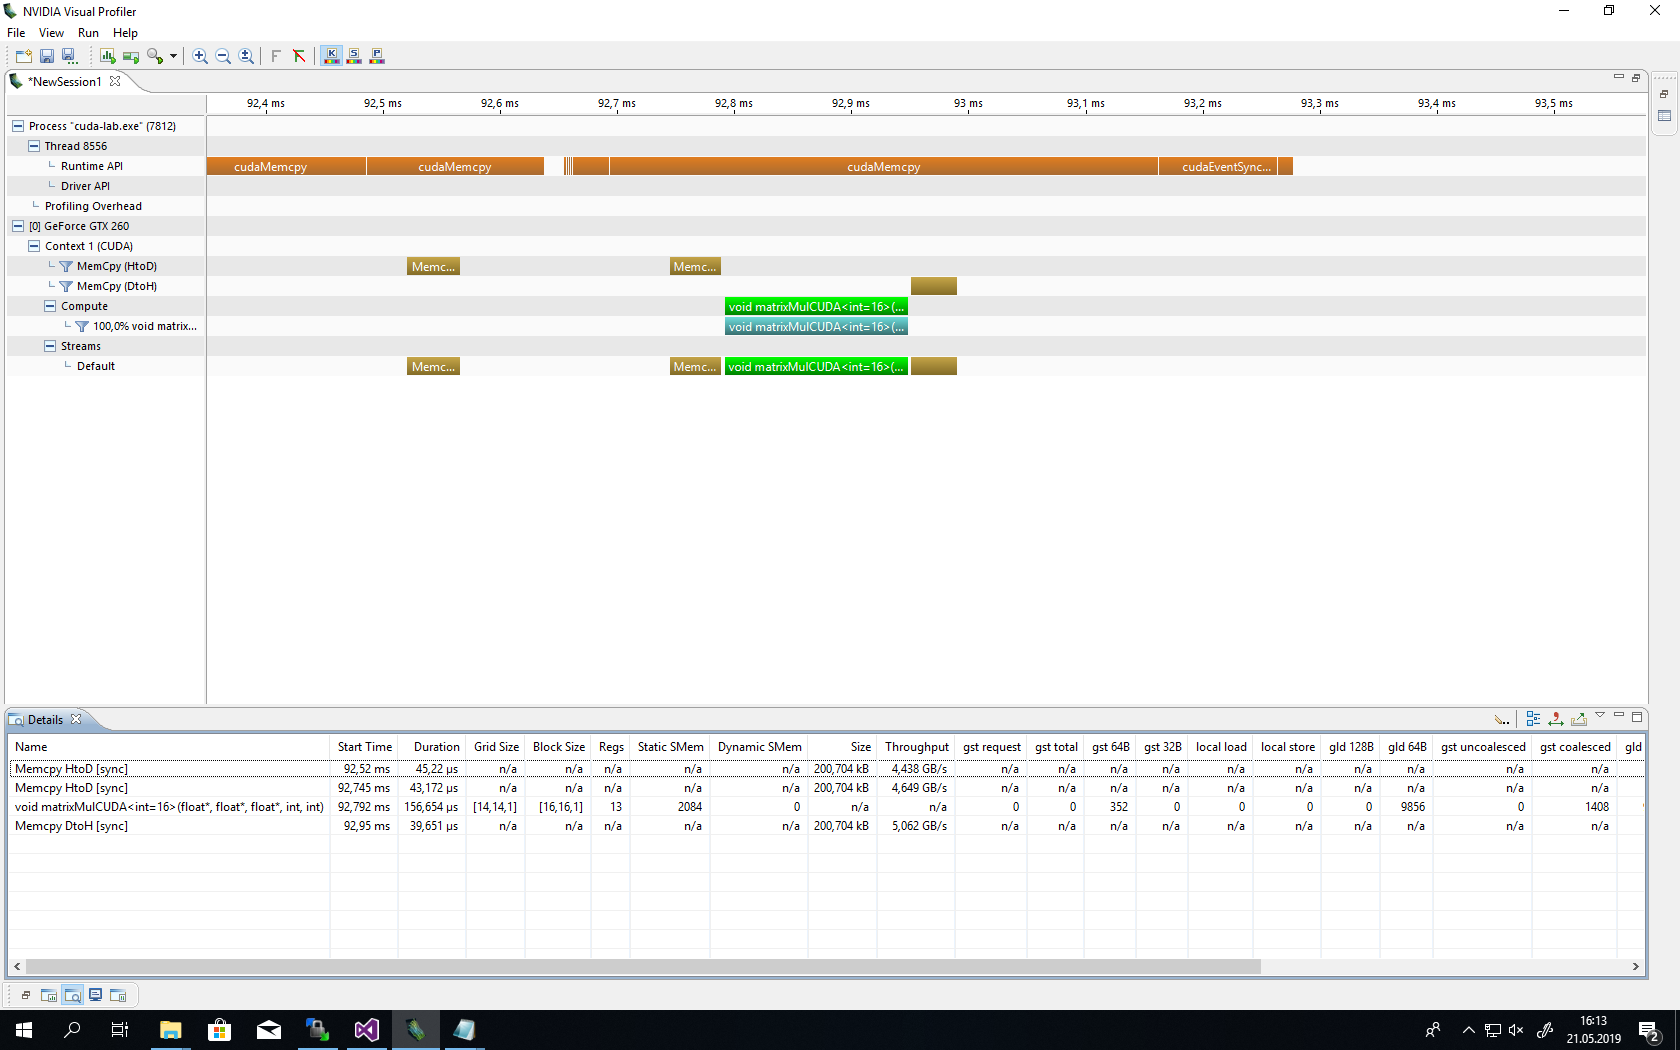 NVIDIA Visual Profiler
File View Run Help
*NewSession1
92,4 ms 92,5 ms 92,6 ms 92,7 ms 92,8 ms 92,9 ms 93 ms 93,1 ms 93,2 ms 93,3 ms 93,4 ms 93,5 ms
Process "cuda-lab.exe" (7812)
Thread 8556
Runtime API cudaMemcpy cudaMemcpy cudaMemcpy cudaEventSync...
Driver API
Profiling Overhead
[0] GeForce GTX 260
Context 1 (CUDA)
MemCpy (HtoD) Memc... Memc...
MemCpy (DtoH)
Compute void matrixMulCUDA<int=16>(...
100,0% void matrix... void matrixMulCUDA<int=16>(...
Streams
Default Memc... Memc... void matrixMulCUDA<int=16>(...
Details
Name Start Time Duration Grid Size Block Size Regs Static SMem Dynamic SMem Size Throughput gst request gst total gst 64B gst 32B local load local store gld 128B gld 64B gst uncoalesced gst coalesced gld
Memcpy HtoD [sync] 92,52 ms 45,22 µs n/a n/a n/a n/a n/a 200,704 kB 4,438 GB/s n/a n/a n/a n/a n/a n/a n/a n/a n/a n/a
Memcpy HtoD [sync] 92,745 ms 43,172 µs n/a n/a n/a n/a n/a 200,704 kB 4,649 GB/s n/a n/a n/a n/a n/a n/a n/a n/a n/a n/a
void matrixMulCUDA<int=16>(float*, float*, float*, int, int) 92,792 ms 156,654 µs [14,14,1] [16,16,1] 13 2084 0 n/a n/a 0 0 352 0 0 0 0 9856 0 1408
Memcpy DtoH [sync] 92,95 ms 39,651 µs n/a n/a n/a n/a n/a 200,704 kB 5,062 GB/s n/a n/a n/a n/a n/a n/a n/a n/a n/a n/a
16:13
21.05.2019
2